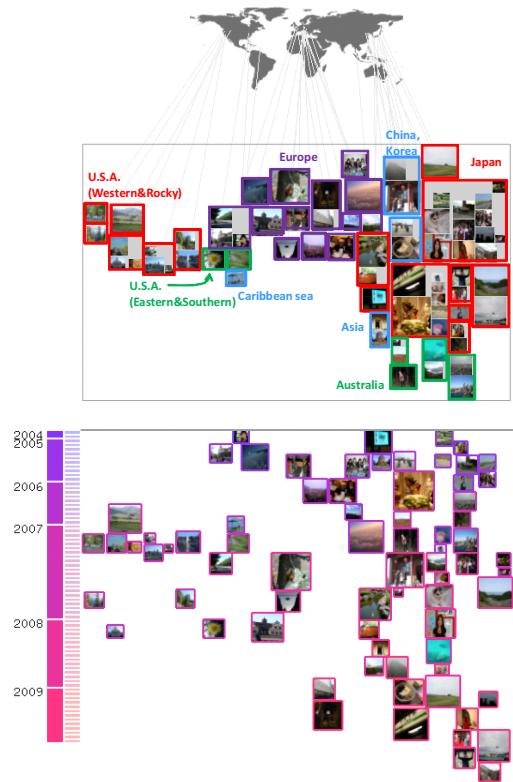 China,
Korea
Europe
Japan
U.S.A.
(Western&Rocky)
U.S.A.
(Eastern&Southern)
Caribbean sea
Asia
Australia
2004
2005
2006
2007
2008
2009